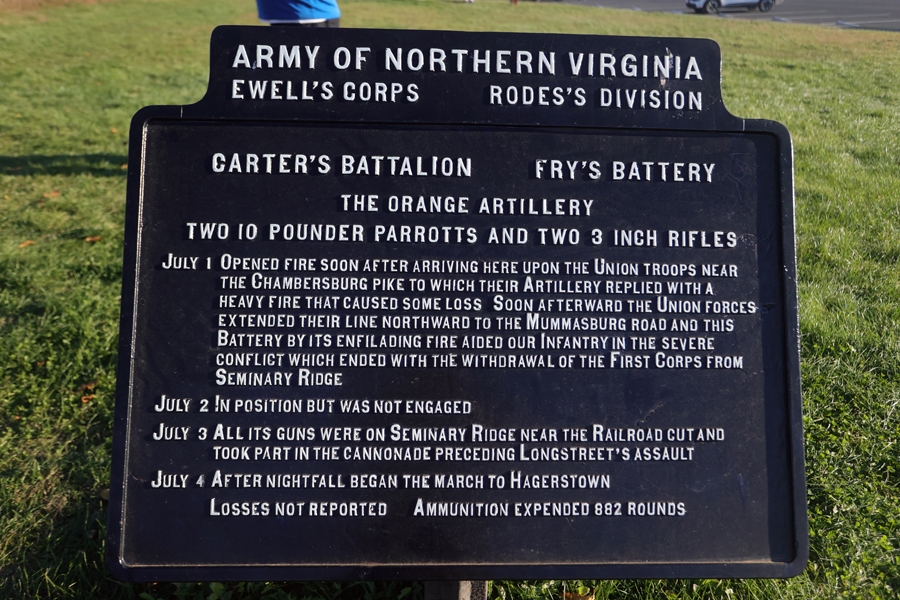 ARMY OF NORTHERN VIRGINIA
EWELL'S CORPS RODES'S DIVISION
CARTER'S BATTALION FRY'S BATTERY
THE ORANGE ARTILLERY
TWO 10 POUNDER PARROTTS AND TWO 3 INCH RIFLES
JULY 1 OPENED FIRE SOON AFTER ARRIVING HERE UPON THE UNION TROOPS NEAR
THE CHAMBERSBURG PIKE TO WHICH THEIR ARTILLERY REPLIED WITH A
HEAVY FIRE THAT CAUSED SOME LOSS SOON AFTERWARD THE UNION FORCES
EXTENDED THEIR LINE NORTHWARD TO THE MUMMASBURG ROAD AND THIS
BATTERY BY ITS ENFILADING FIRE AIDED OUR INFANTRY IN THE SEVERE
CONFLICT WHICH ENDED WITH THE WITHDRAWAL OF THE FIRST CORPS FROM
SEMINARY RIDGE
JULY 2 IN POSITION BUT WAS NOT ENGAGED
JULY 3 ALL ITS GUNS WERE ON SEMINARY RIDGE NEAR THE RAILROAD CUT AND
TOOK PART IN THE CANNONADE PRECEDING LONGSTREET'S ASSAULT
JULY 4 AFTER NIGHTFALL BEGAN THE MARCH TO HAGERSTOWN
LOSSES NOT REPORTED AMMUNITION EXPENDED 882 ROUNDS